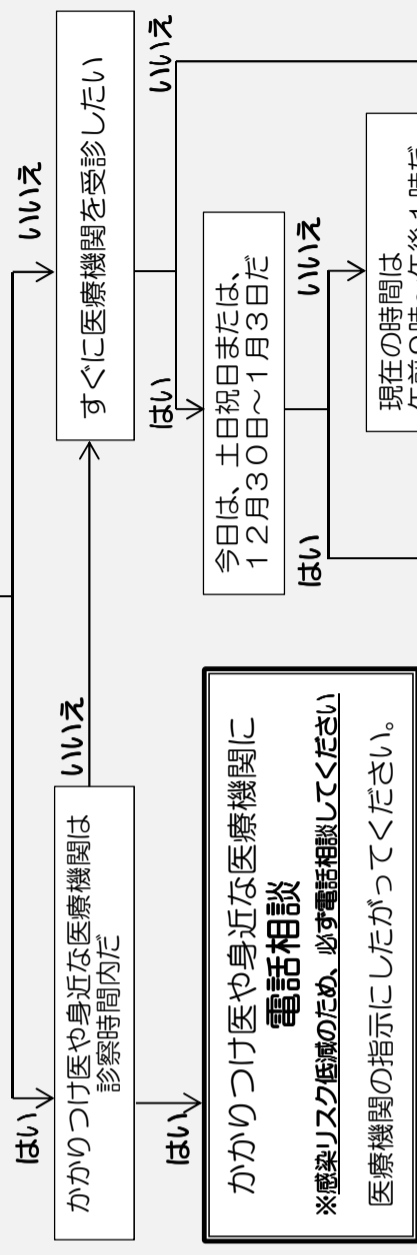 はい
いいえ
かかりつけ医や身近な医療機関は
診察時間内だ
いいえ
すぐに医療機関を受診したい
はい
いいえ
はい
かかりつけ医や身近な医療機関に
電話相談
※感染リスク低減のため、必ず電話相談してください
医療機関の指示にしたがってください。
今日は、土日祝日または、
12月30日~1月3日だ
はい
いいえ
現在の時間は